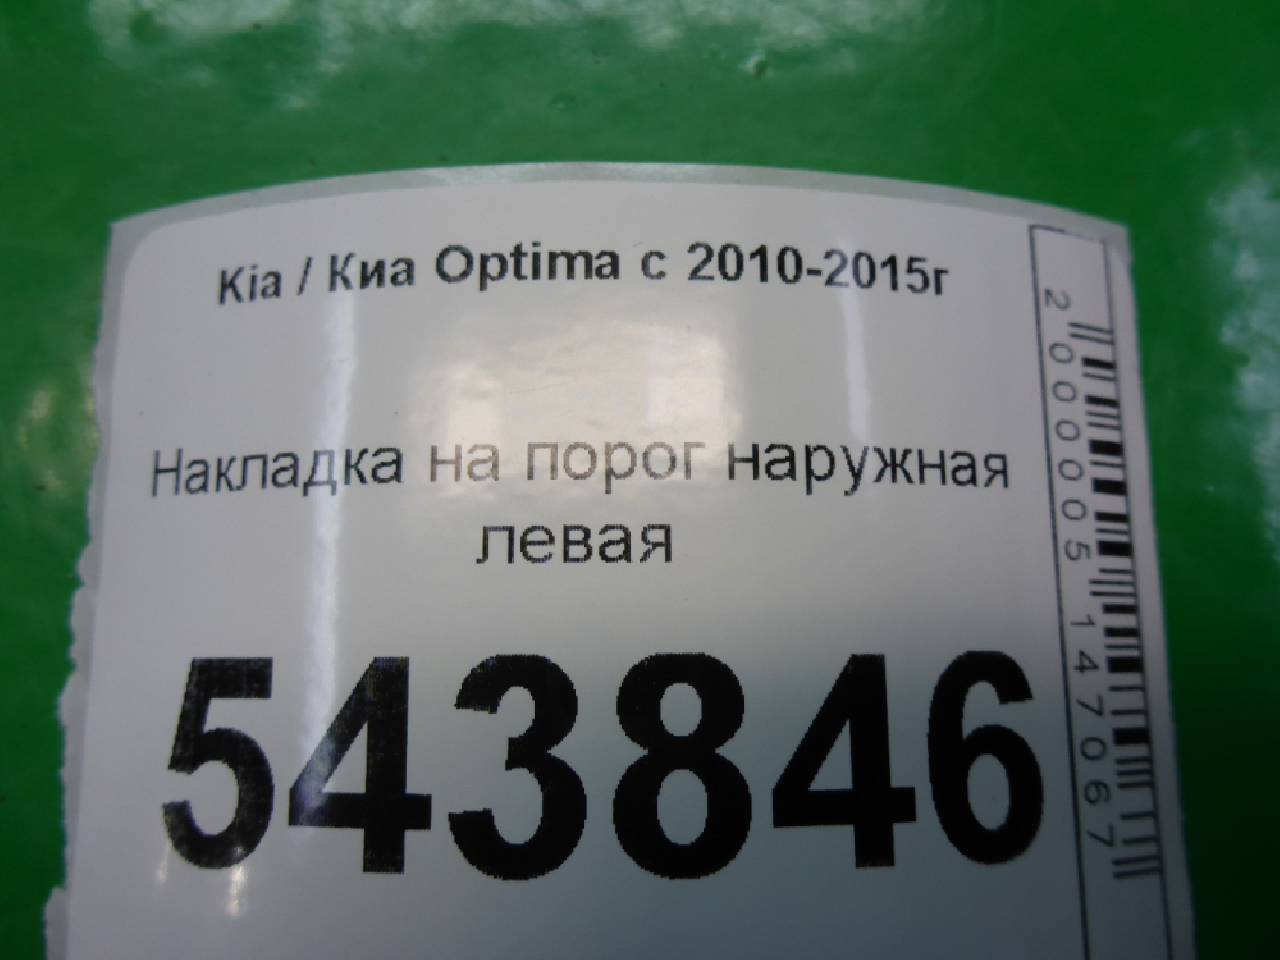 Kia / Киа Optima с 2010-2015г
Накладка на порог наружная
левая
543846
2000005147067